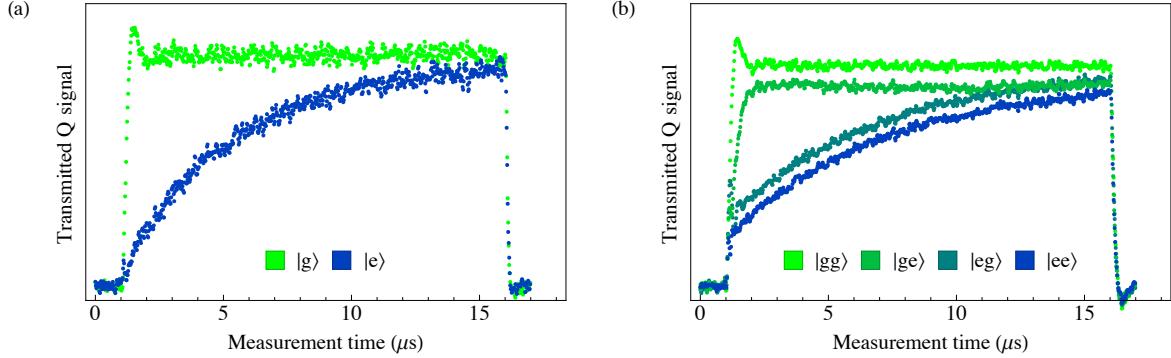 (a)
Transmitted Q signal
|g⟩ |e⟩
0 5 10 15
Measurement time (μs)
(b)
Transmitted Q signal
|gg⟩ |ge⟩ |eg⟩ |ee⟩
0 5 10 15
Measurement time (μs)